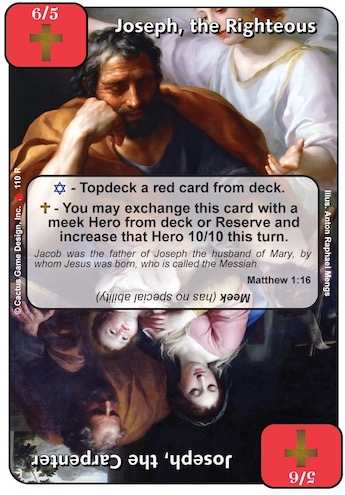 6/5
Joseph, the Righteous
✡ - Topdeck a red card from deck.
✝ - You may exchange this card with a
meek Hero from deck or Reserve and
increase that Hero 10/10 this turn.
Jacob was the father of Joseph the husband of Mary, by
whom Jesus was born, who is called the Messiah.
Matthew 1:16
Meek (has no special ability)
© Cactus Game Design, Inc. 110 R
Illus. Anton Raphael Mengs
Joseph, the Carpenter
9/6